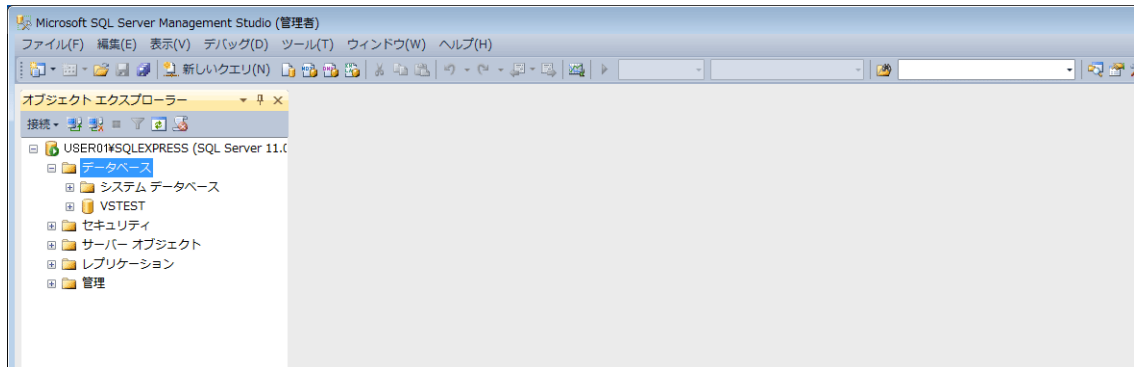 Microsoft SQL Server Management Studio (管理者)
ファイル(F) 編集(E) 表示(V) デバッグ(D) ツール(T) ウィンドウ(W) ヘルプ(H)
新しいクエリ(N)
オブジェクト エクスプローラー
接続
USER01¥SQLEXPRESS (SQL Server 11.0
データベース
システム データベース
VSTEST
セキュリティ
サーバー オブジェクト
レプリケーション
管理